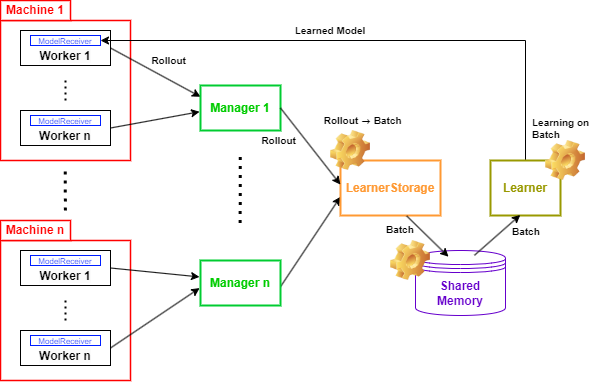 Machine 1
ModelReceiver
Worker 1
ModelReceiver
Worker n
Learned Model
Rollout
Manager 1
Rollout
Rollout → Batch
LearnerStorage
Learning on
Batch
Learner
Machine n
ModelReceiver
Worker 1
ModelReceiver
Worker n
Manager n
Batch
Batch
Shared
Memory